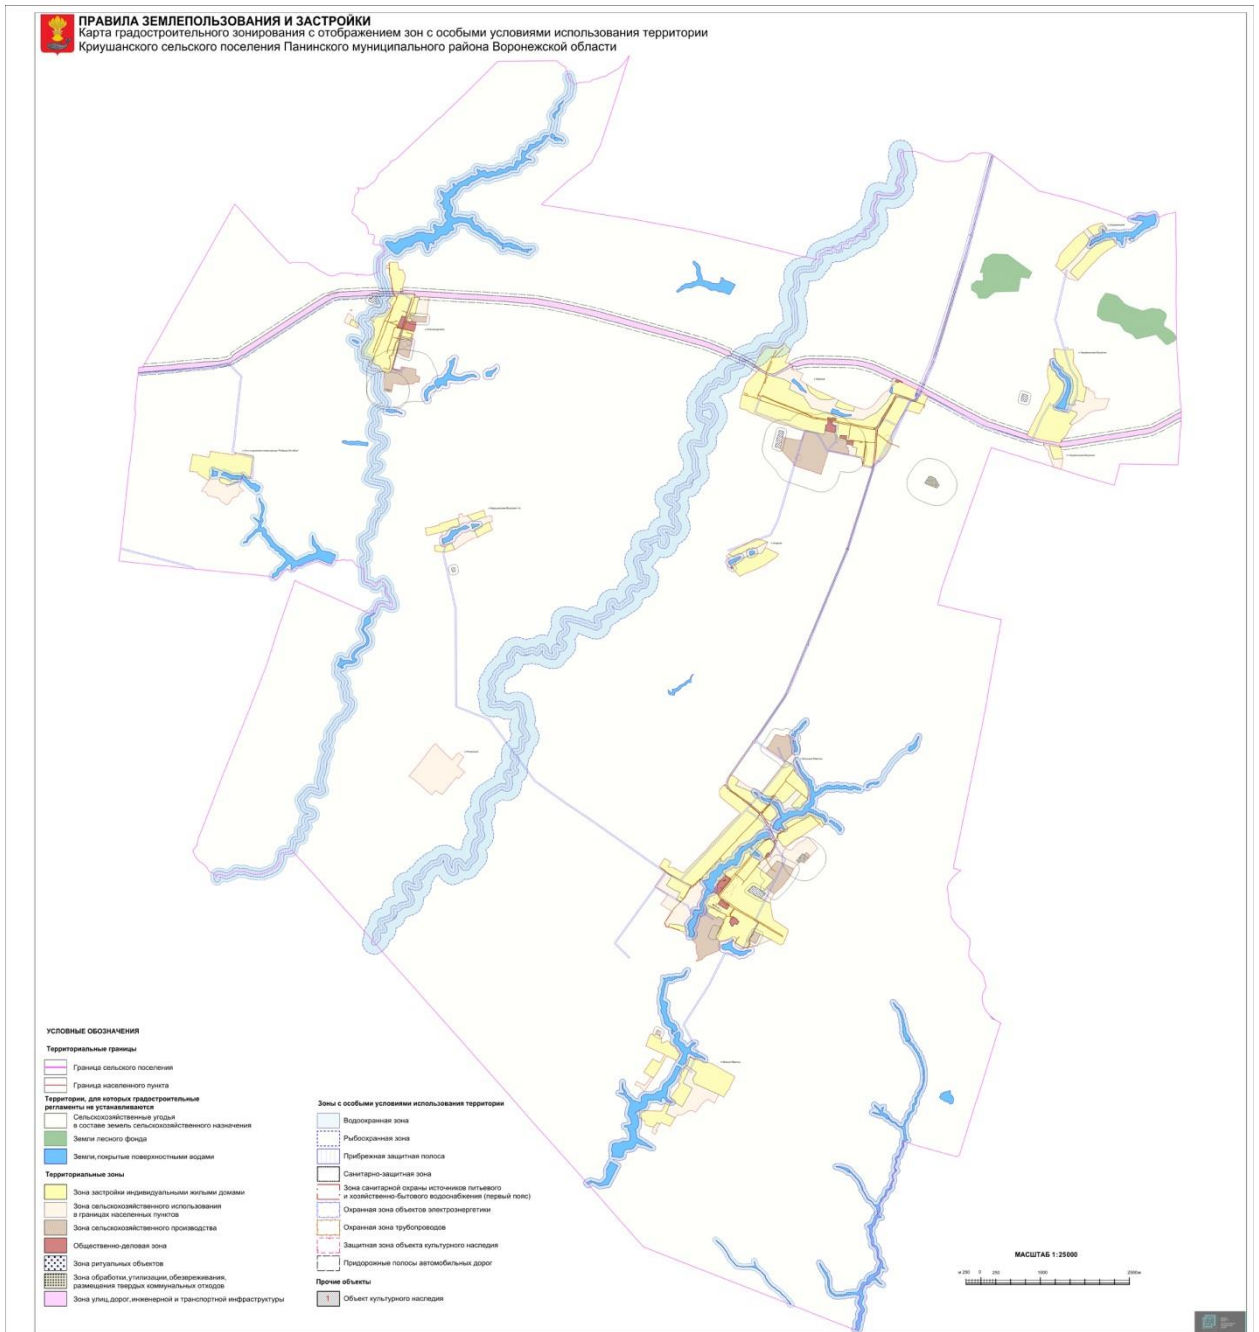 ПРАВИЛА ЗЕМЛЕПОЛЬЗОВАНИЯ И ЗАСТРОЙКИ
Карта градостроительного зонирования с отображением зон с особыми условиями использования территории
Криушанского сельского поселения Панинского муниципального района Воронежской области
УСЛОВНЫЕ ОБОЗНАЧЕНИЯ
Территориальные границы
Граница сельского поселения
Граница населенного пункта
Территории, для которых градостроительные
регламенты не устанавливаются
Сельскохозяйственные угодья
в составе земель сельскохозяйственного назначения
Земли лесного фонда
Земли, покрытые поверхностными водами
Территориальные зоны
Зона застройки индивидуальными жилыми домами
Зона сельскохозяйственного использования
в границах населенных пунктов
Зона сельскохозяйственного производства
Общественно-деловая зона
Зона ритуальных объектов
Зона обработки, утилизации, обезвреживания,
размещения твердых коммунальных отходов
Зона улиц, дорог, инженерной и транспортной инфраструктуры
Зоны с особыми условиями использования территории
Водоохранная зона
Рыбоохранная зона
Прибрежная защитная полоса
Санитарно-защитная зона
Зона санитарной охраны источников питьевого
и хозяйственно-бытового водоснабжения (первый пояс)
Охранная зона объектов электроэнергетики
Охранная зона трубопроводов
Защитная зона объекта культурного наследия
Придорожные полосы автомобильных дорог
Прочие объекты
1 Объект культурного наследия
МАСШТАБ 1:25000
м 250 0 250 1000 2000м